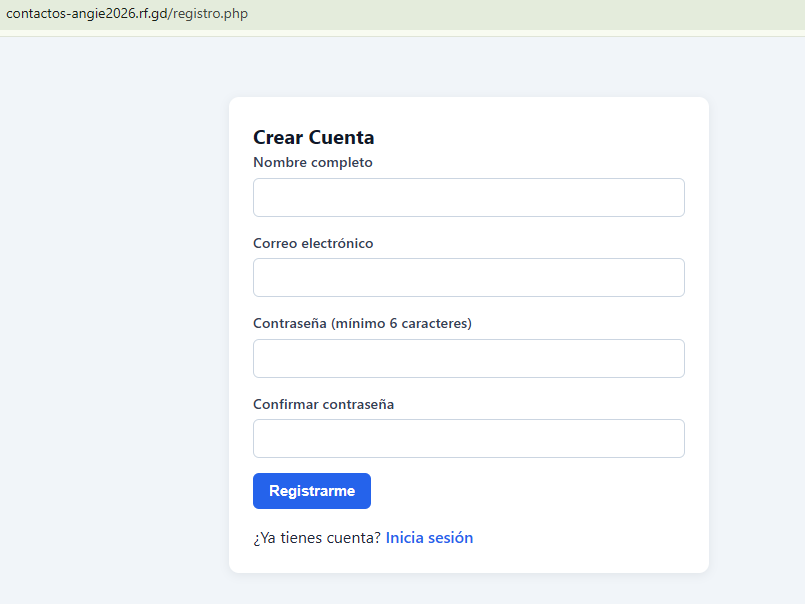 contactos-angie2026.rf.gd/registro.php
Crear Cuenta
Nombre completo
Correo electrónico
Contraseña (mínimo 6 caracteres)
Confirmar contraseña
Registrarme
¿Ya tienes cuenta? Inicia sesión